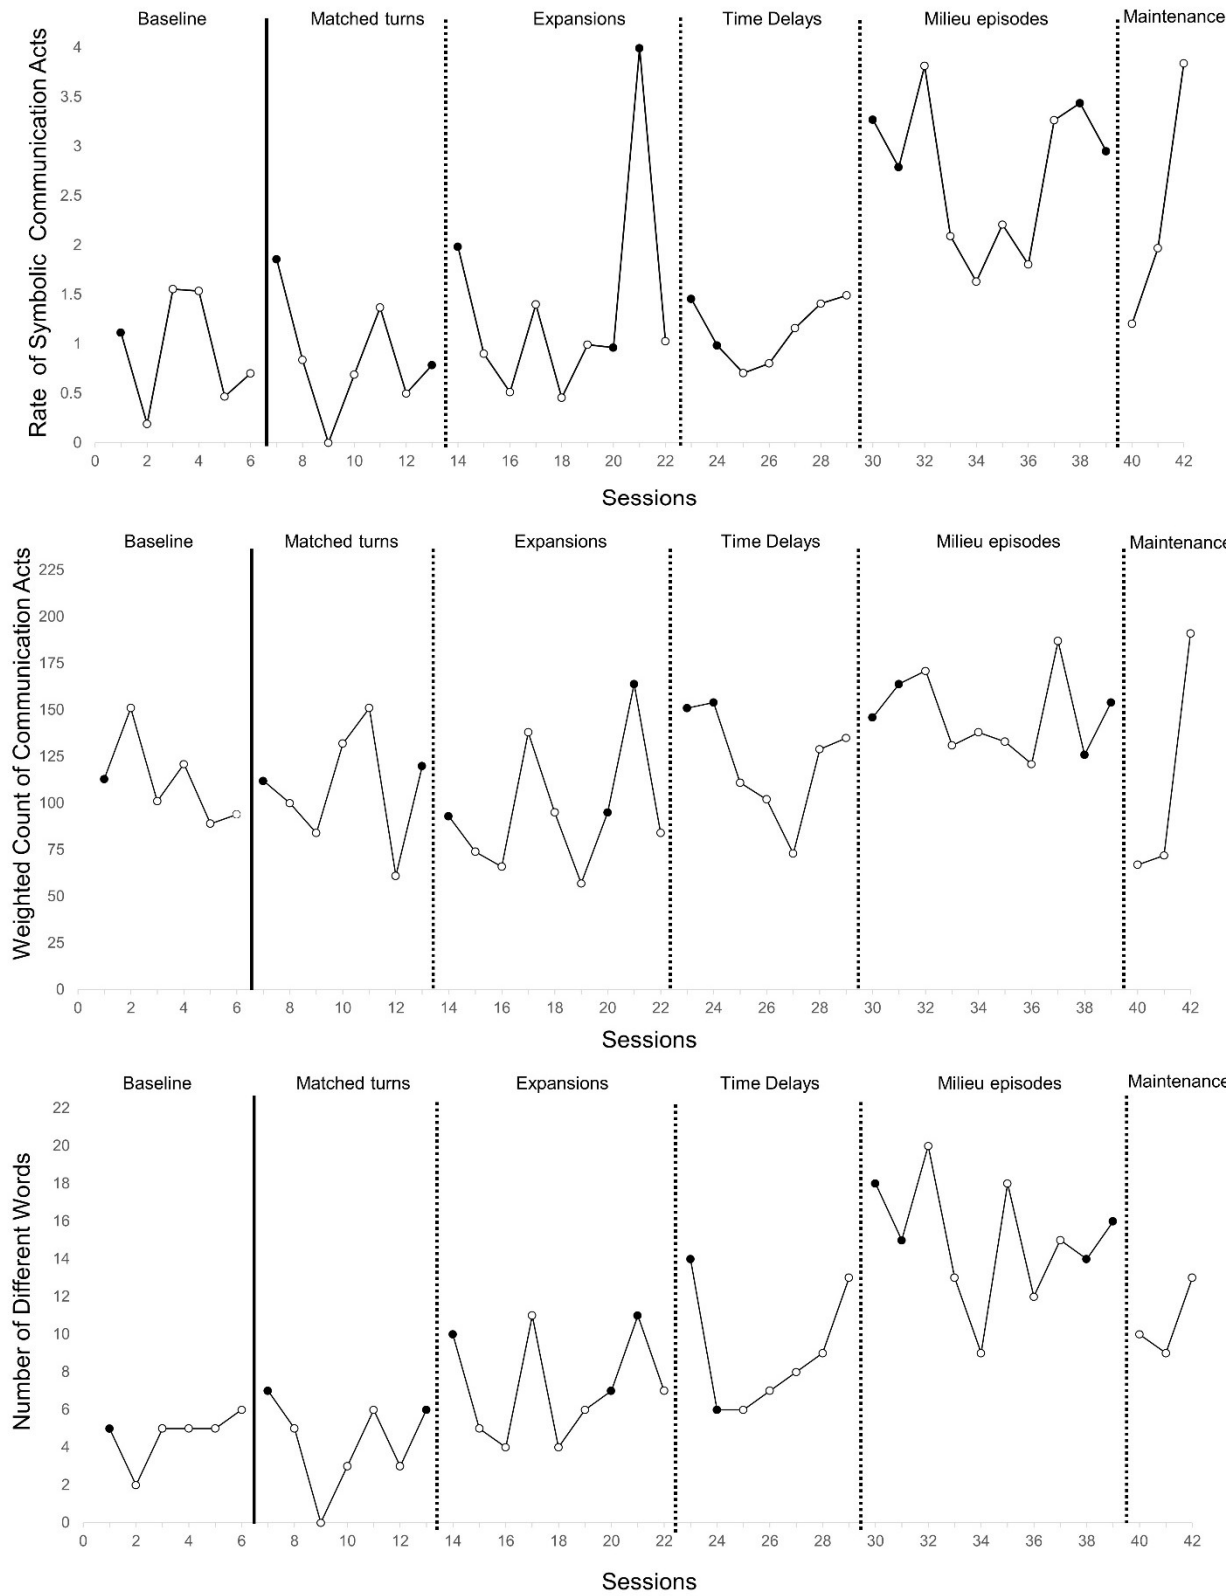 Baseline Matched turns Expansions Time Delays Milieu episodes Maintenance
Rate of Symbolic Communication Acts
4
3.5
3
2.5
2
1.5
1
0.5
0
0 2 4 6 8 10 12 14 16 18 20 22 24 26 28 30 32 34 36 38 40 42
Sessions
Baseline Matched turns Expansions Time Delays Milieu episodes Maintenance
Weighted Count of Communication Acts
225
200
175
150
125
100
75
50
25
0
0 2 4 6 8 10 12 14 16 18 20 22 24 26 28 30 32 34 36 38 40 42
Sessions
Baseline Matched turns Expansions Time Delays Milieu episodes Maintenance
Number of Different Words
22
20
18
16
14
12
10
8
6
4
2
0
0 2 4 6 8 10 12 14 16 18 20 22 24 26 28 30 32 34 36 38 40 42
Sessions